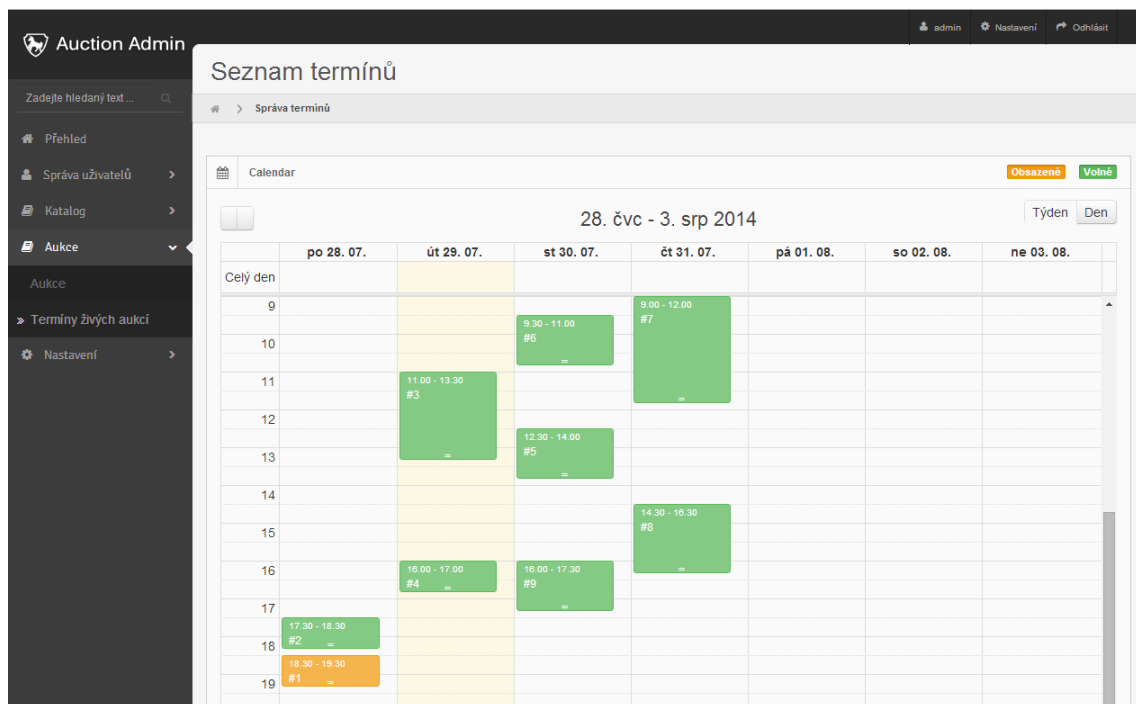 Auction Admin
admin
Nastavení
Odhlásit
Zadejte hledaný text ...
Přehled
Správa uživatelů
Katalog
Aukce
Aukce
Termíny živých aukcí
Nastavení
Seznam termínů
Správa termínů
Calendar
Obsazené
Volné
28. čvc - 3. srp 2014
Týden
Den
po 28. 07.
út 29. 07.
st 30. 07.
čt 31. 07.
pá 01. 08.
so 02. 08.
ne 03. 08.
Celý den
9
9.00 - 12.00
#7
9.30 - 11.00
#6
10
11
11.00 - 13.30
#3
12
12.30 - 14.00
#5
13
14
14.30 - 16.30
#8
15
16
16.00 - 17.00
#4
16.00 - 17.30
#9
17
17.30 - 18.30
#2
18
18.30 - 19.30
#1
19